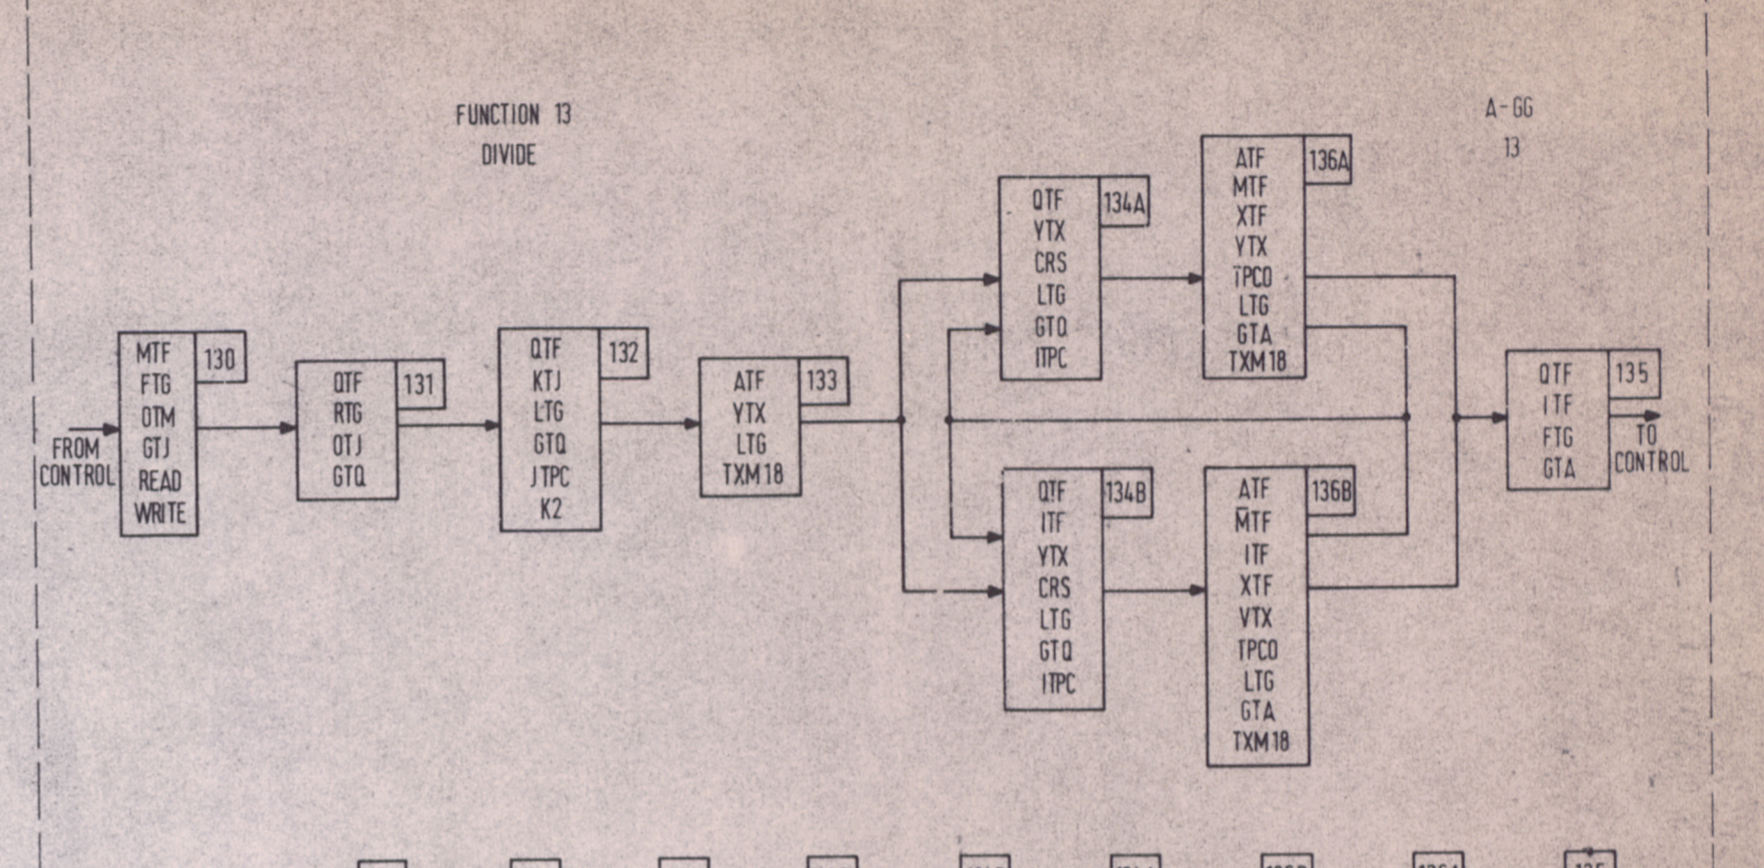 FUNCTION 13
DIVIDE
A-GG
13
FROM
CONTROL
MTF
FTG
OTM
GTJ
READ
WRITE
130
QTF
RTG
OTJ
GTQ
131
QTF
KTJ
LTG
GTQ
JTPC
K2
132
ATF
YTX
LTG
TXM18
133
QTF
YTX
CRS
LTG
GTQ
ITPC
134A
ATF
MTF
XTF
YTX
TPCO
LTG
GTA
TXM18
136A
QTF
ITF
YTX
CRS
LTG
GTQ
ITPC
134B
ATF
M̅TF
ITF
XTF
YTX
TPCO
LTG
GTA
TXM18
136B
QTF
ITF
FTG
GTA
135
TO
CONTROL